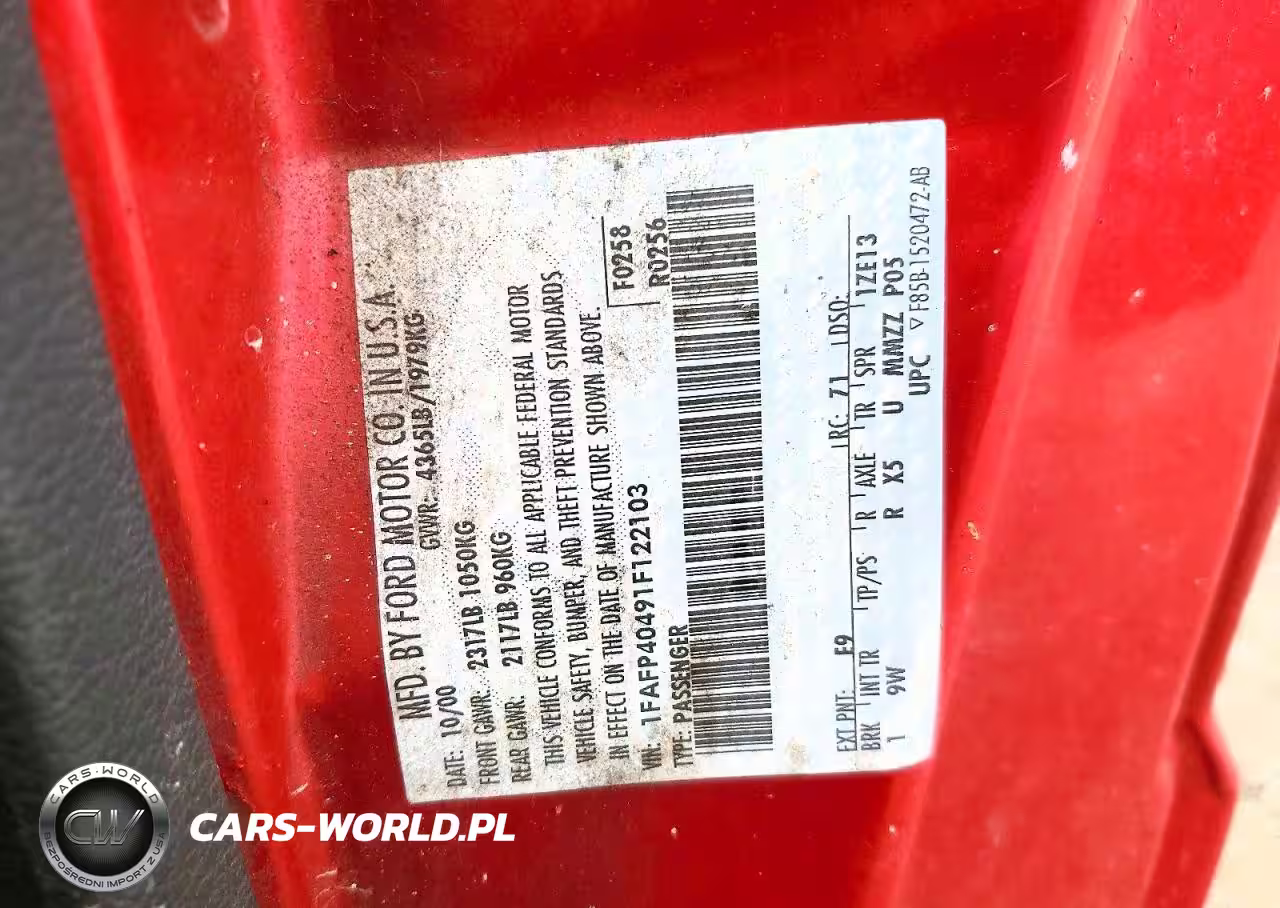 MFD. BY FORD MOTOR CO. IN U.S.A.
DATE: 10/00 GVWR: 4365LB/1979KG
FRONT GAWR: 2317LB 1050KG
REAR GAWR: 2117LB 960KG
THIS VEHICLE CONFORMS TO ALL APPLICABLE FEDERAL MOTOR
VEHICLE SAFETY, BUMPER, AND THEFT PREVENTION STANDARDS
IN EFFECT ON THE DATE OF MANUFACTURE SHOWN ABOVE.
VIN: 1FAFP40491F122103 F0258
TYPE: PASSENGER R0256
EXT PNT: E9 RC: 71 DSO:
BRK INT TR TP/PS R AXLE TR SPR 1ZE13
1 9W R X5 U MMZZ P05
UPC ▽F85B-1520472-AB
CARS-WORLD
CW
BEZPOŚREDNI IMPORT Z USA
CARS-WORLD.PL